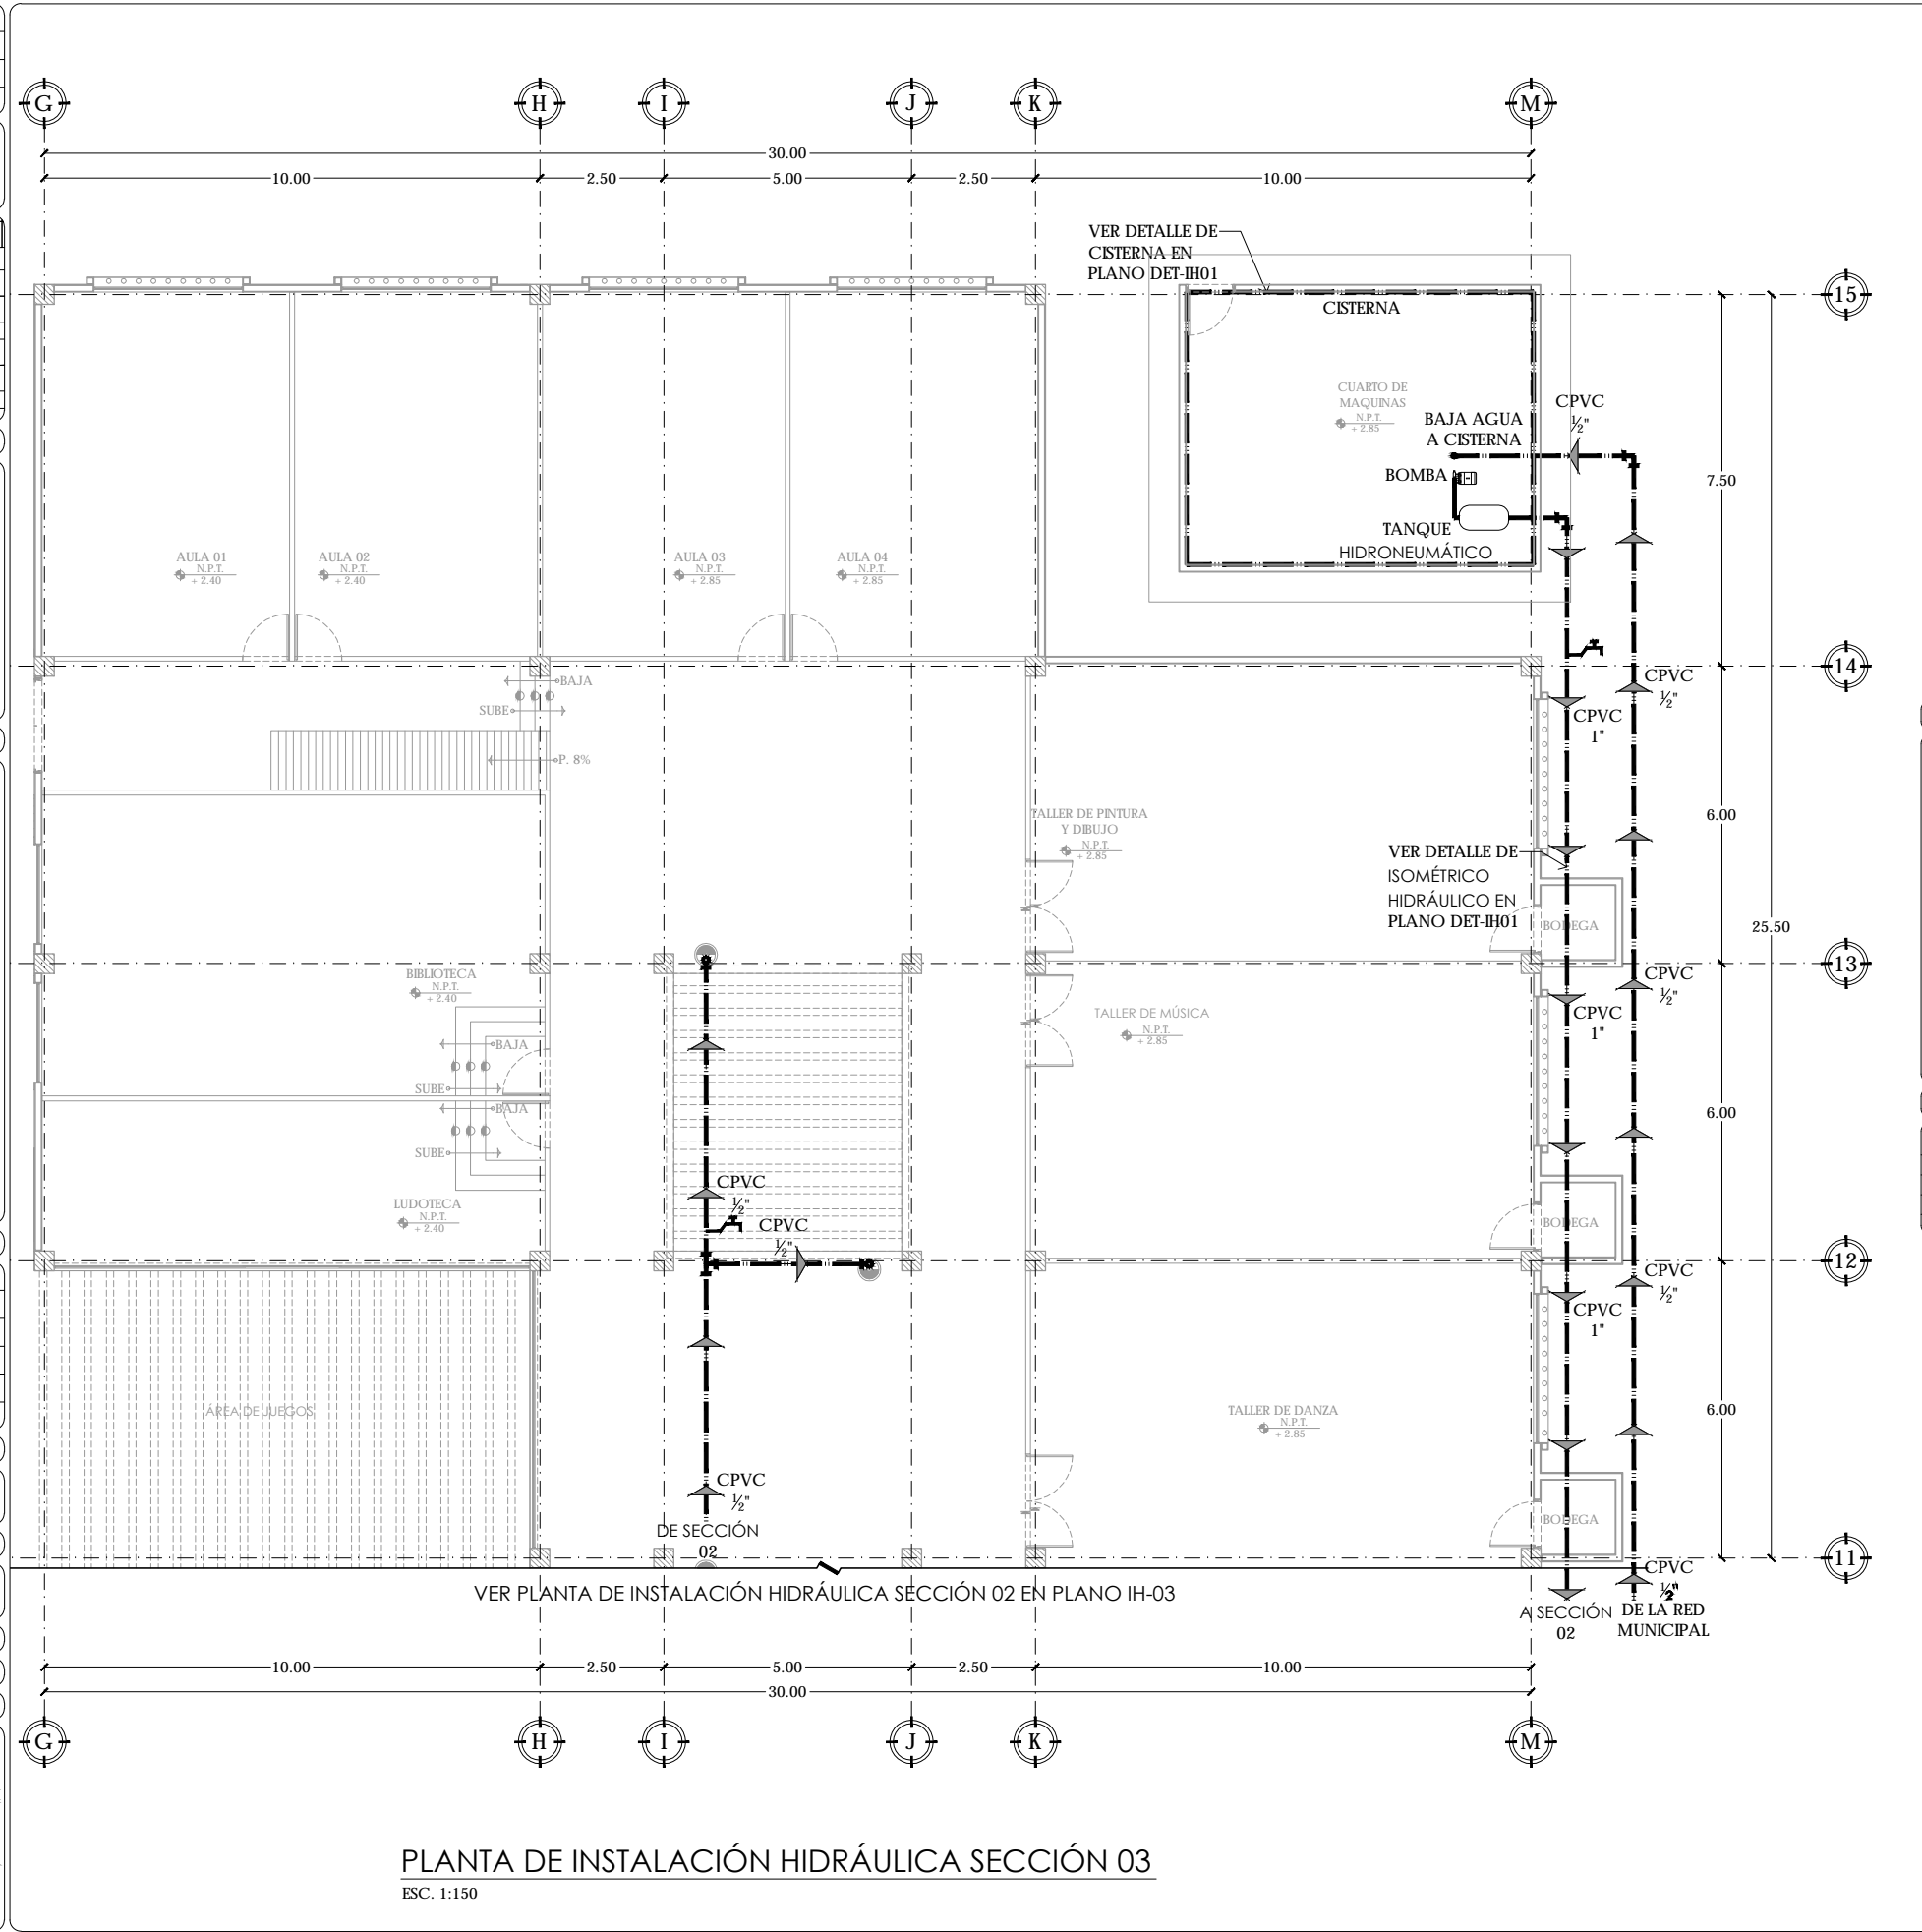 G
H
I
J
K
M
30.00
10.00
2.50
5.00
2.50
10.00
VER DETALLE DE
CISTERNA EN
PLANO DET-IH01
15
CISTERNA
CUARTO DE
MAQUINAS
N.P.T.
+ 2.85
CPVC
½"
BAJA AGUA
A CISTERNA
BOMBA
7.50
TANQUE
HIDRONEUMÁTICO
AULA 01
N.P.T.
+ 2.40
AULA 02
N.P.T.
+ 2.40
AULA 03
N.P.T.
+ 2.85
AULA 04
N.P.T.
+ 2.85
14
BAJA
SUBE
P. 8%
CPVC
½"
CPVC
1"
TALLER DE PINTURA
Y DIBUJO
N.P.T.
+ 2.85
6.00
VER DETALLE DE
ISOMÉTRICO
HIDRÁULICO EN
PLANO DET-IH01
BODEGA
25.50
13
BIBLIOTECA
N.P.T.
+ 2.40
CPVC
½"
CPVC
1"
TALLER DE MÚSICA
N.P.T.
+ 2.85
BAJA
SUBE
BAJA
SUBE
6.00
LUDOTECA
N.P.T.
+ 2.40
CPVC
½"
CPVC
½"
BODEGA
12
CPVC
½"
CPVC
1"
ÁREA DE JUEGOS
TALLER DE DANZA
N.P.T.
+ 2.85
6.00
CPVC
½"
DE SECCIÓN
02
BODEGA
11
VER PLANTA DE INSTALACIÓN HIDRÁULICA SECCIÓN 02 EN PLANO IH-03
CPVC
½"
A SECCIÓN
02
DE LA RED
MUNICIPAL
10.00
2.50
5.00
2.50
10.00
30.00
G
H
I
J
K
M
PLANTA DE INSTALACIÓN HIDRÁULICA SECCIÓN 03
ESC. 1:150